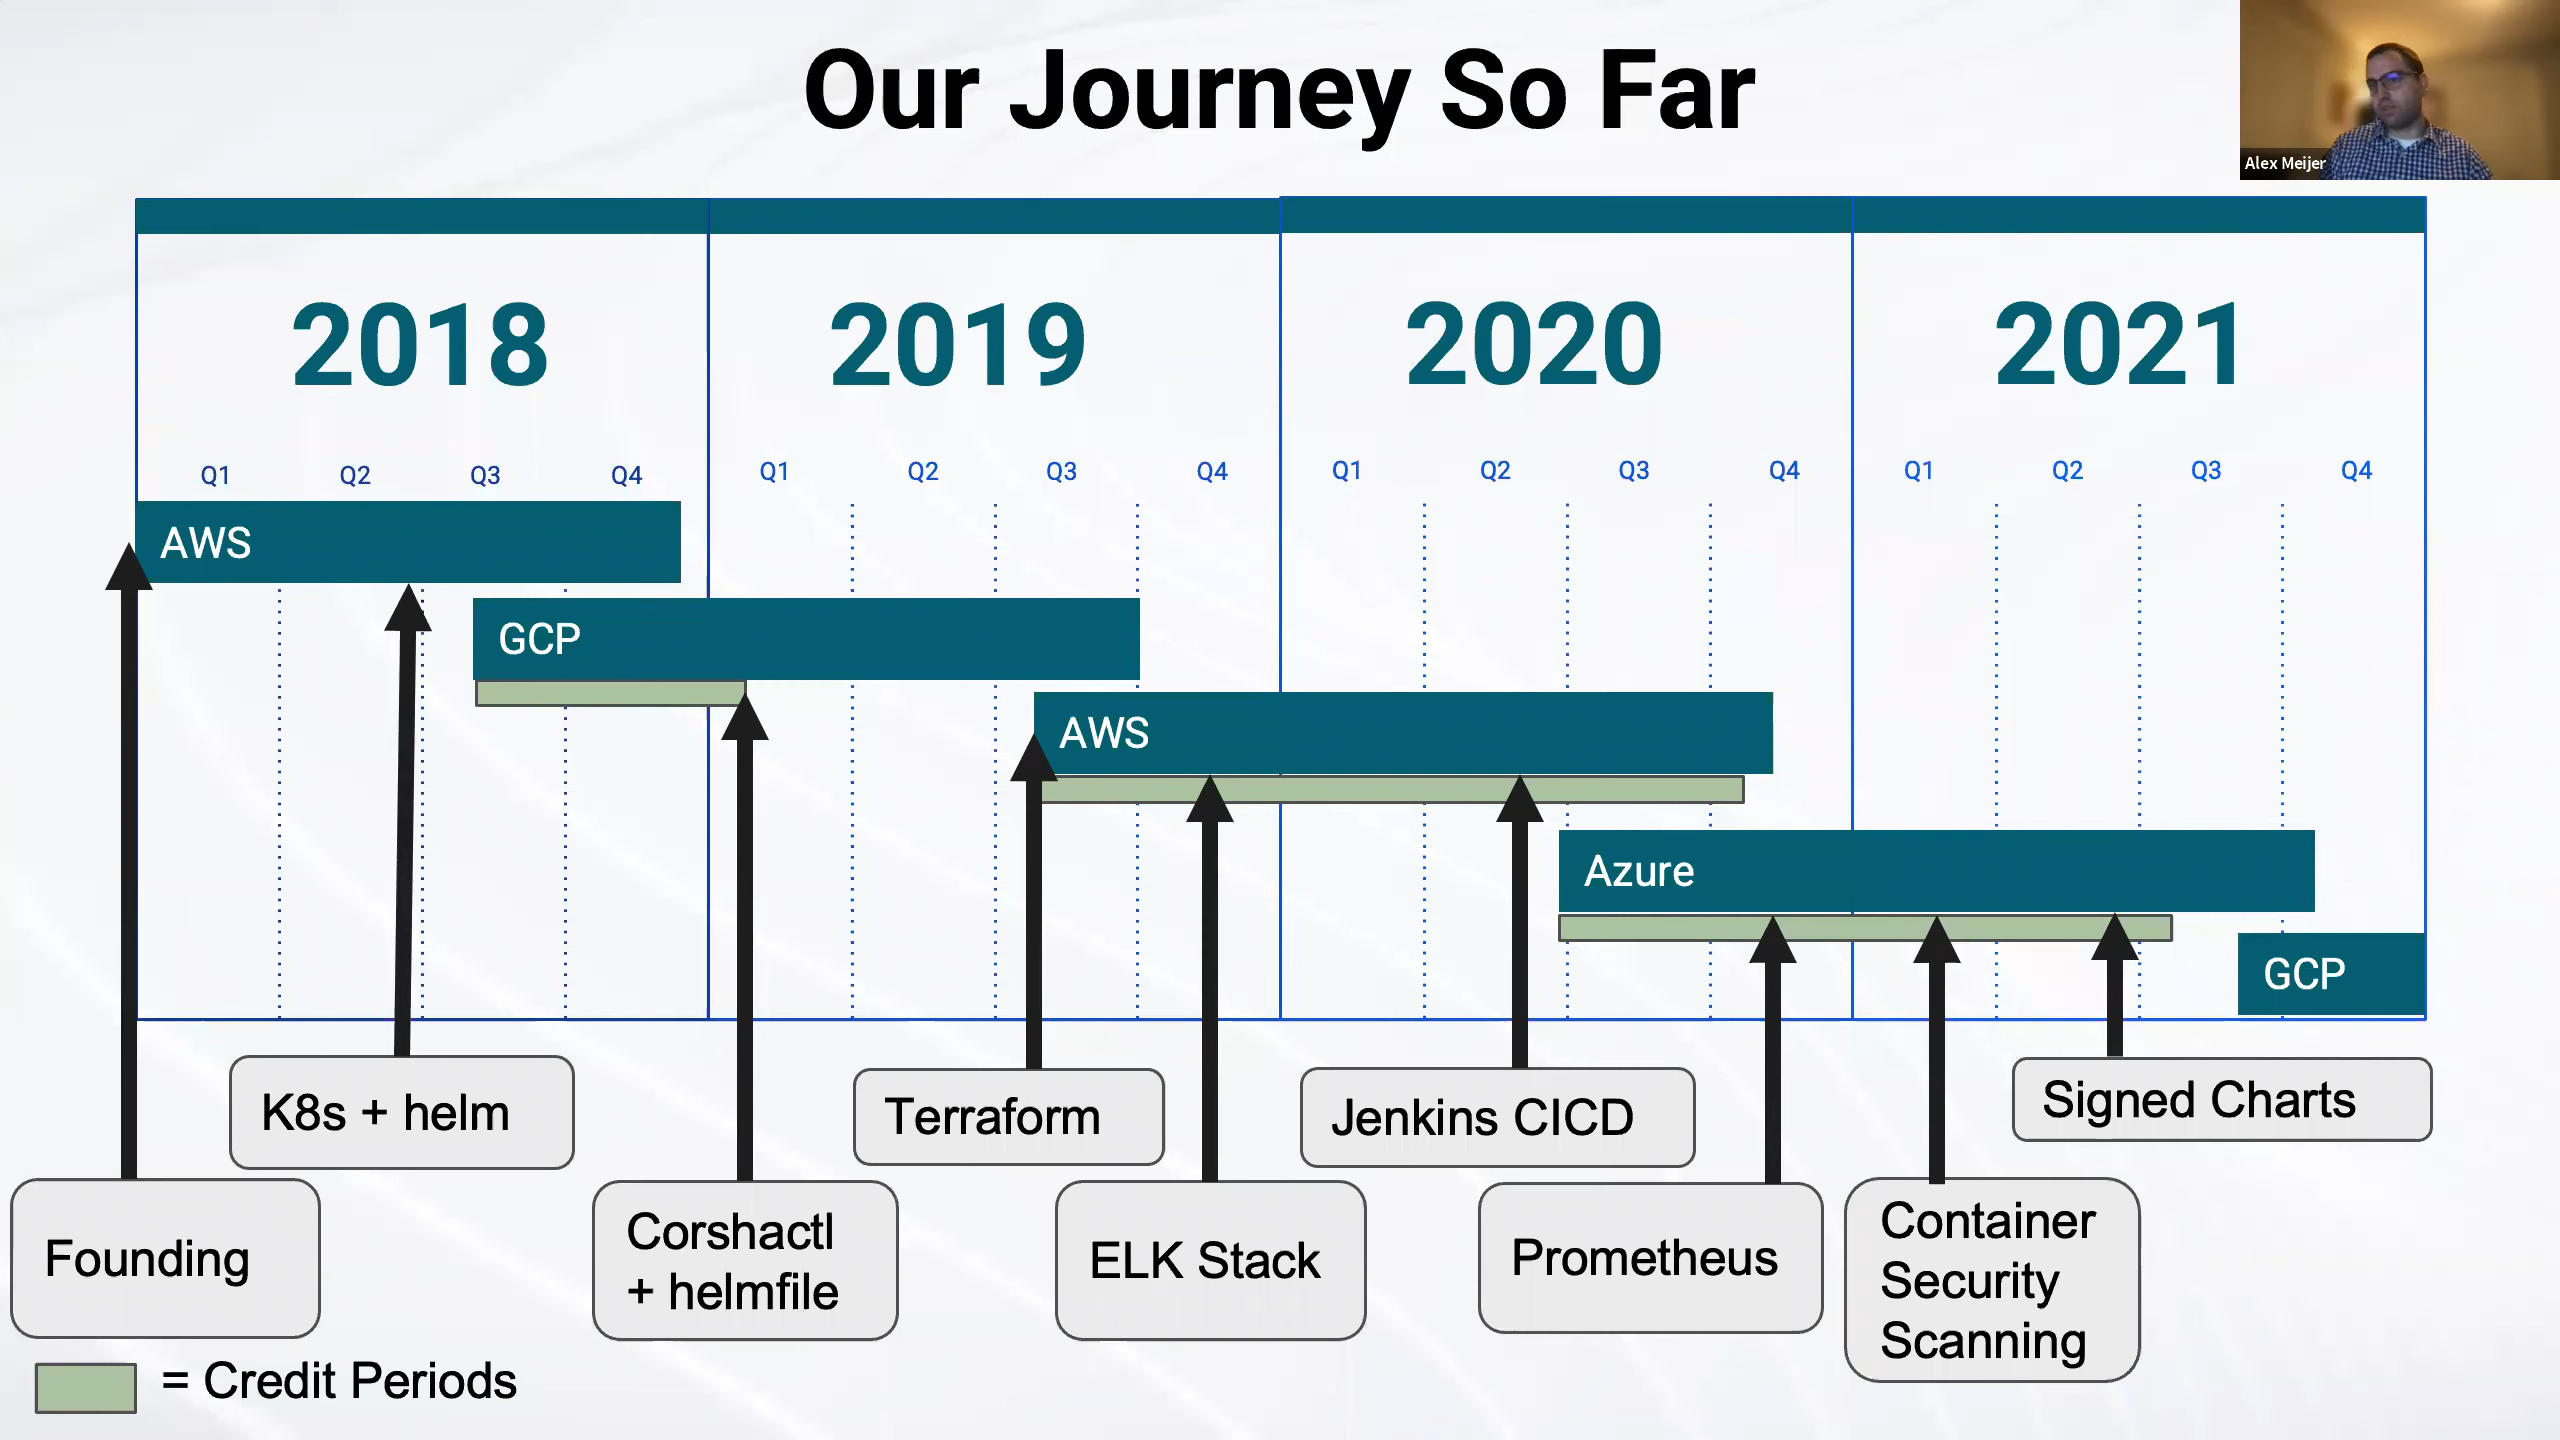 Our Journey So Far
Alex Meijer
2018
2019
2020
2021
Q1 Q2 Q3 Q4
Q1 Q2 Q3 Q4
Q1 Q2 Q3 Q4
Q1 Q2 Q3 Q4
AWS
GCP
AWS
Azure
GCP
K8s + helm
Terraform
Jenkins CICD
Signed Charts
Founding
Corshactl
+ helmfile
ELK Stack
Prometheus
Container
Security
Scanning
= Credit Periods